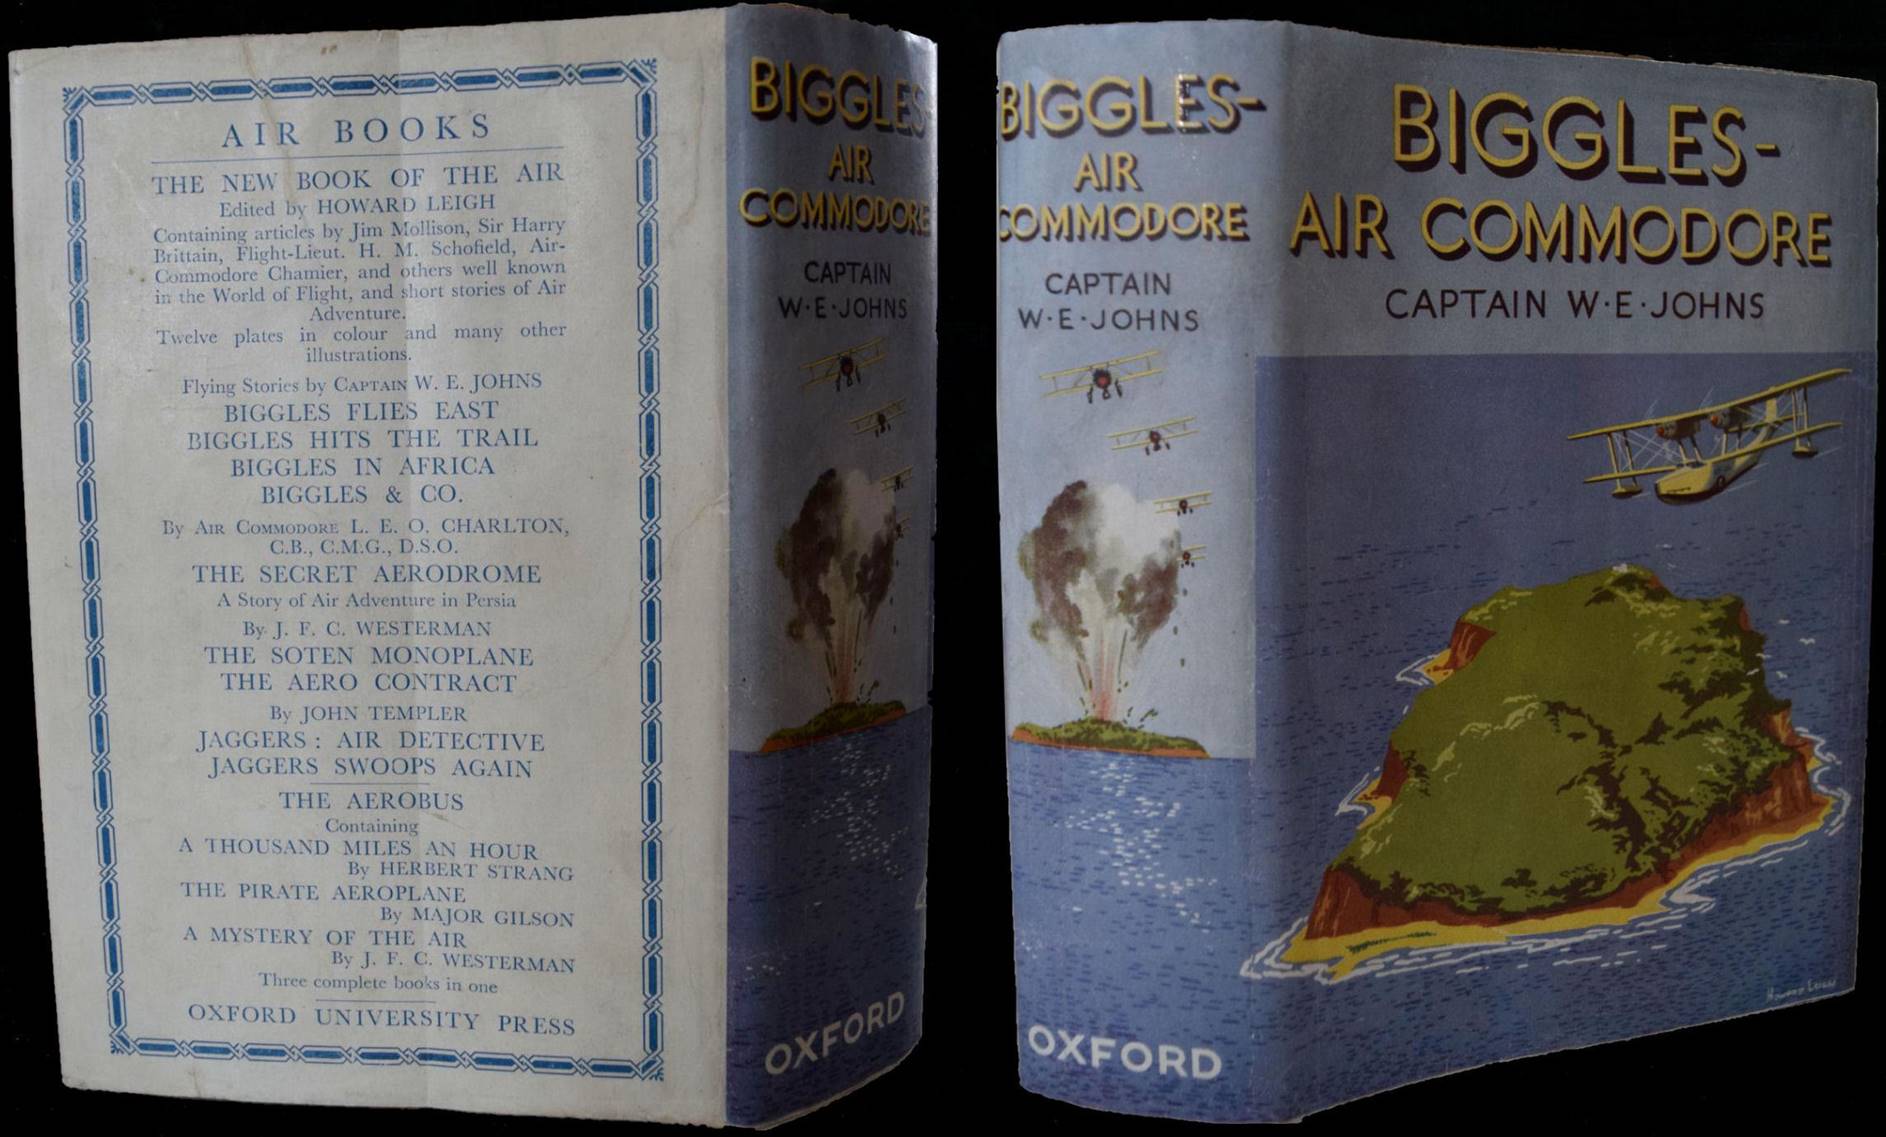 AIR BOOKS
THE NEW BOOK OF THE AIR
Edited by HOWARD LEIGH
Containing articles by Jim Mollison, Sir Harry
Brittain, Flight-Lieut. H. M. Schofield, Air-
Commodore Chamier, and others well known
in the World of Flight, and short stories of Air
Adventure.
Twelve plates in colour and many other
illustrations.
Flying Stories by CAPTAIN W. E. JOHNS
BIGGLES FLIES EAST
BIGGLES HITS THE TRAIL
BIGGLES IN AFRICA
BIGGLES & CO.
By AIR COMMODORE L. E. O. CHARLTON,
C.B., C.M.G., D.S.O.
THE SECRET AERODROME
A Story of Air Adventure in Persia
By J. F. C. WESTERMAN
THE SOTEN MONOPLANE
THE AERO CONTRACT
By JOHN TEMPLER
JAGGERS : AIR DETECTIVE
JAGGERS SWOOPS AGAIN
THE AEROBUS
Containing
A THOUSAND MILES AN HOUR
By HERBERT STRANG
THE PIRATE AEROPLANE
By MAJOR GILSON
A MYSTERY OF THE AIR
By J. F. C. WESTERMAN
Three complete books in one
OXFORD UNIVERSITY PRESS
BIGGLES-
AIR
COMMODORE
CAPTAIN
W·E·JOHNS
OXFORD
BIGGLES-
AIR
COMMODORE
CAPTAIN
W·E·JOHNS
OXFORD
BIGGLES-
AIR COMMODORE
CAPTAIN W·E·JOHNS
HOWARD LEIGH